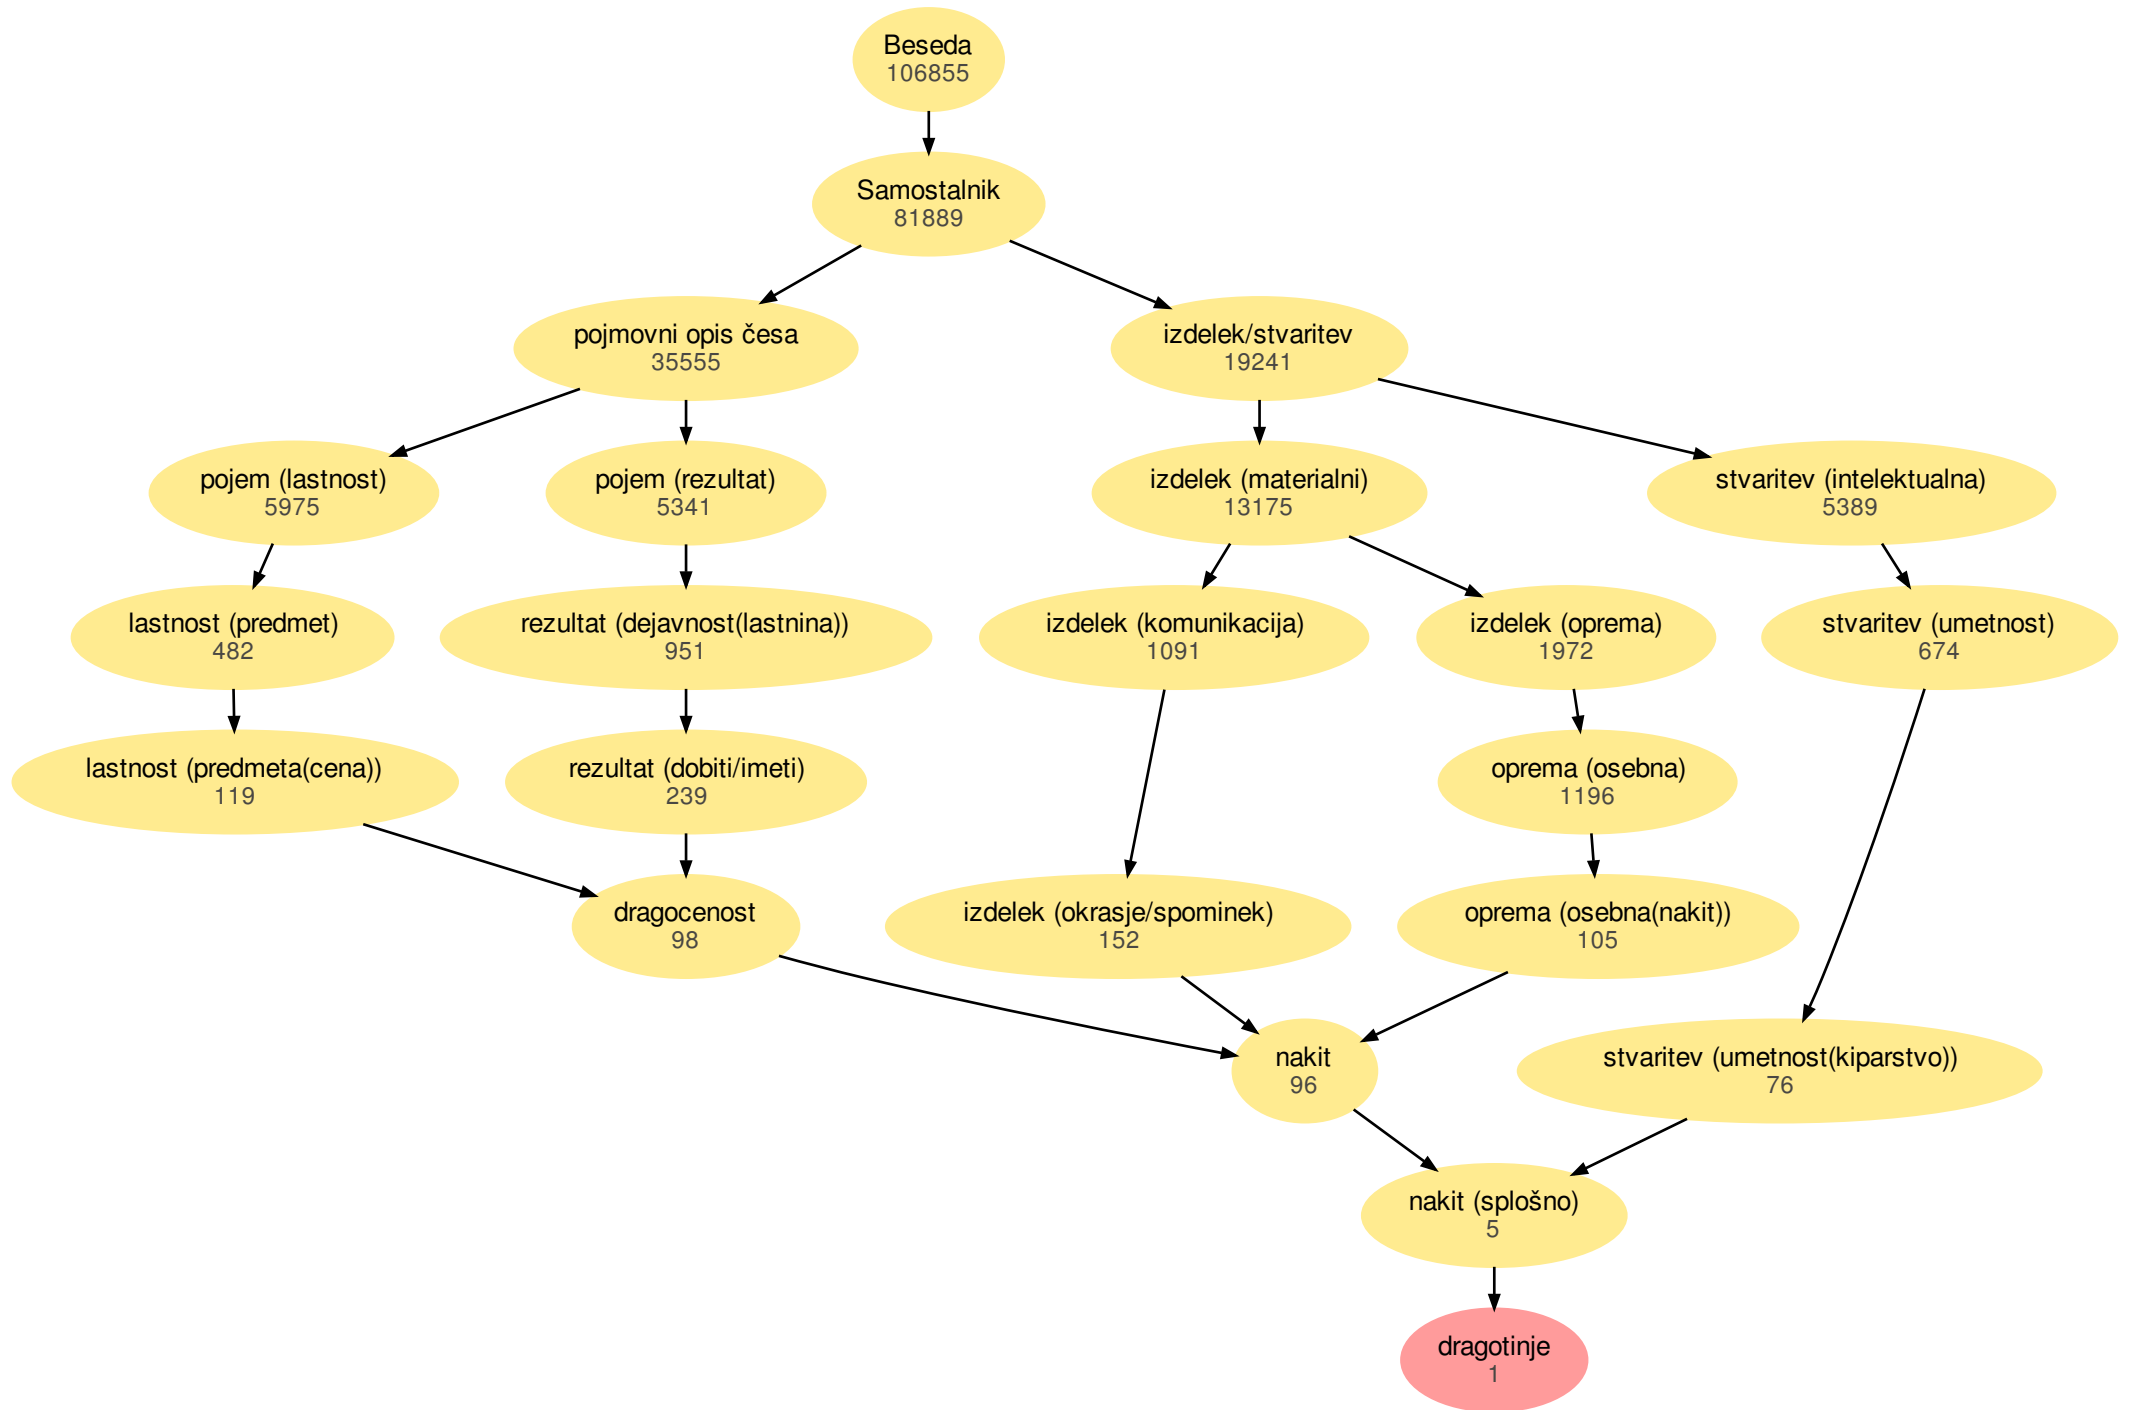 Beseda
106855
Samostalnik
81889
pojmovni opis česa
35555
izdelek/stvaritev
19241
pojem (lastnost)
5975
pojem (rezultat)
5341
izdelek (materialni)
13175
stvaritev (intelektualna)
5389
lastnost (predmet)
482
rezultat (dejavnost(lastnina))
951
izdelek (komunikacija)
1091
izdelek (oprema)
1972
stvaritev (umetnost)
674
lastnost (predmeta(cena))
119
rezultat (dobiti/imeti)
239
oprema (osebna)
1196
dragocenost
98
izdelek (okrasje/spominek)
152
oprema (osebna(nakit))
105
nakit
96
stvaritev (umetnost(kiparstvo))
76
nakit (splošno)
5
dragotinje
1